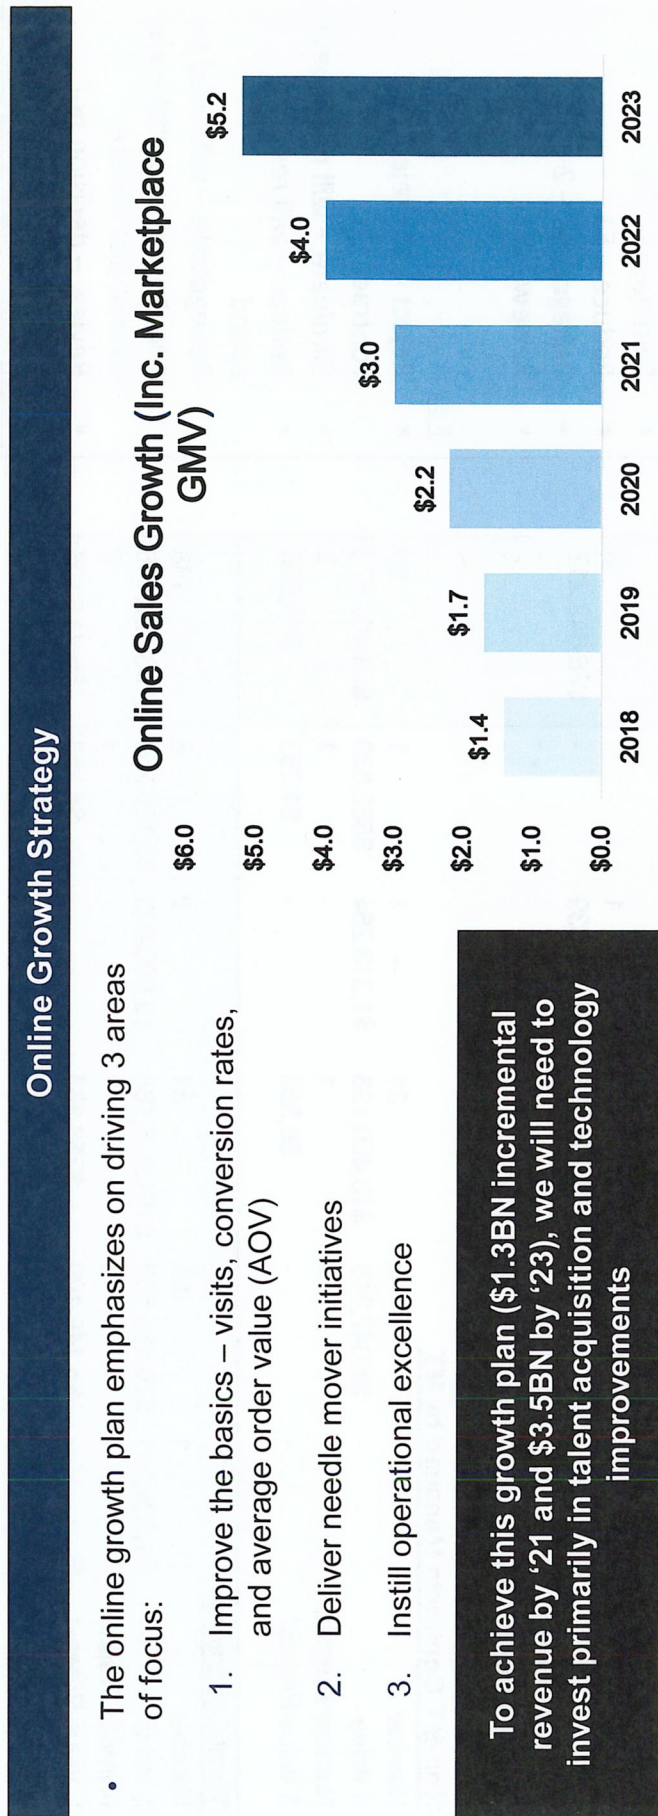 Online Growth Strategy
• The online growth plan emphasizes on driving 3 areas
of focus:
1. Improve the basics – visits, conversion rates,
and average order value (AOV)
2. Deliver needle mover initiatives
3. Instill operational excellence
To achieve this growth plan ($1.3BN incremental
revenue by ‘21 and $3.5BN by ‘23), we will need to
invest primarily in talent acquisition and technology
improvements
Online Sales Growth (Inc. Marketplace
GMV)
$6.0
$5.0
$4.0
$3.0
$2.0
$1.0
$0.0
$1.4
$1.7
$2.2
$3.0
$4.0
$5.2
2018
2019
2020
2021
2022
2023